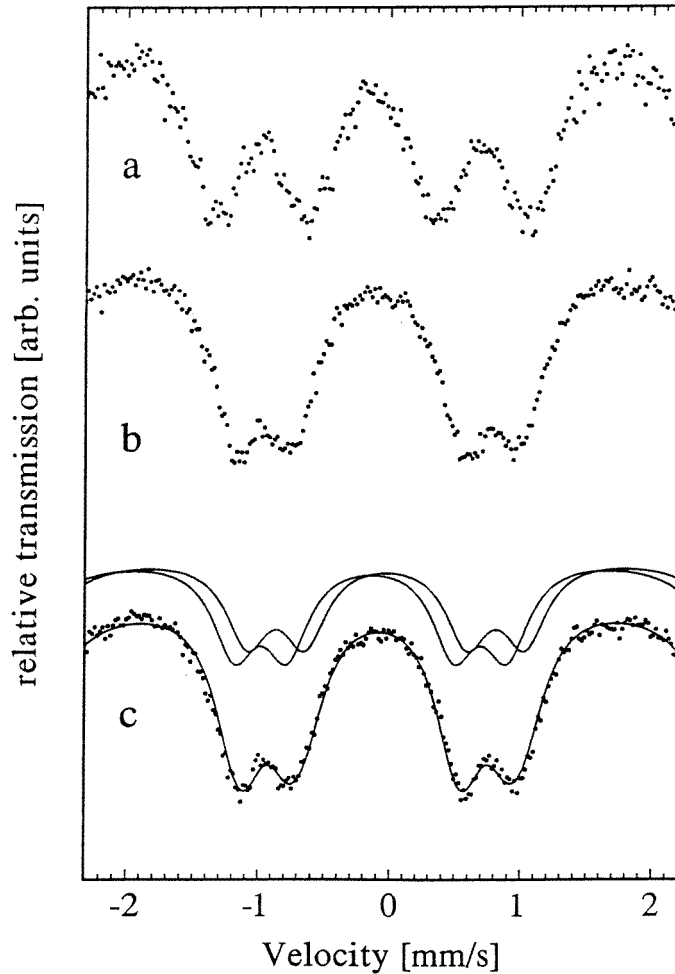 relative transmission [arb. units]
a
b
c
-2 -1 0 1 2
Velocity [mm/s]